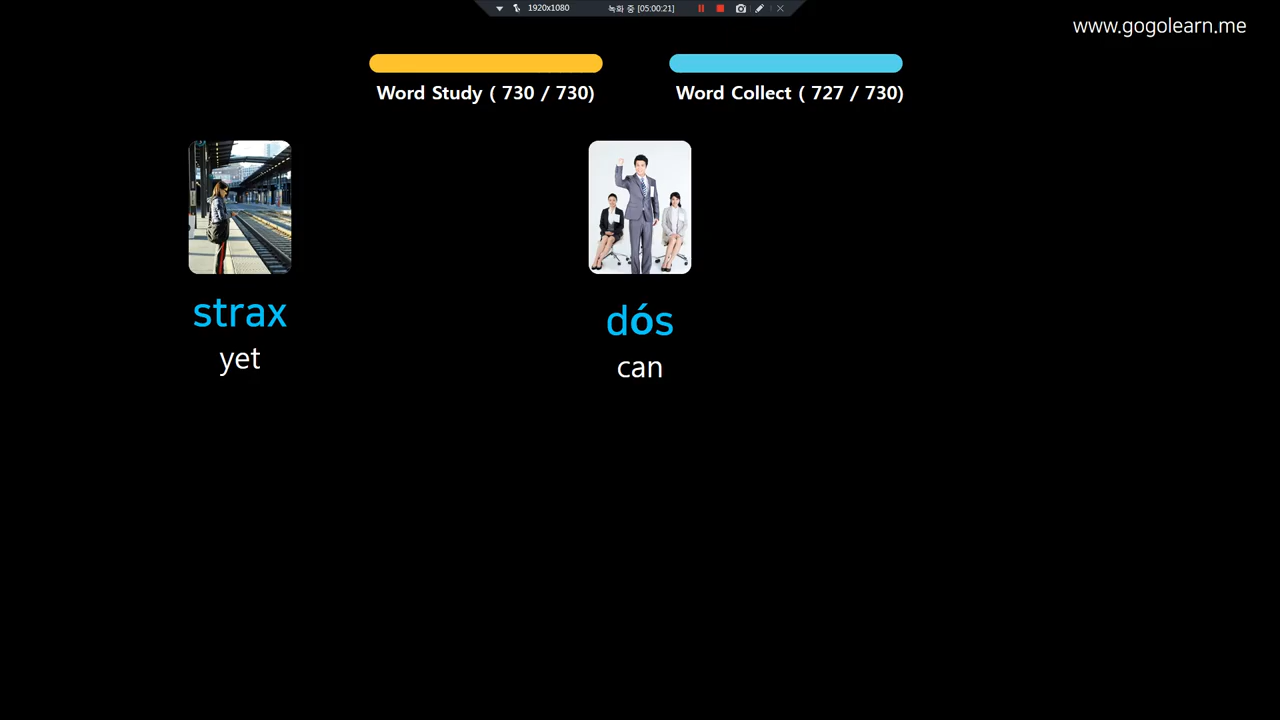 1920x1080 녹화 중 [05:00:21]
www.gogolearn.me
Word Study ( 730 / 730)
Word Collect ( 727 / 730)
strax
yet
dós
can